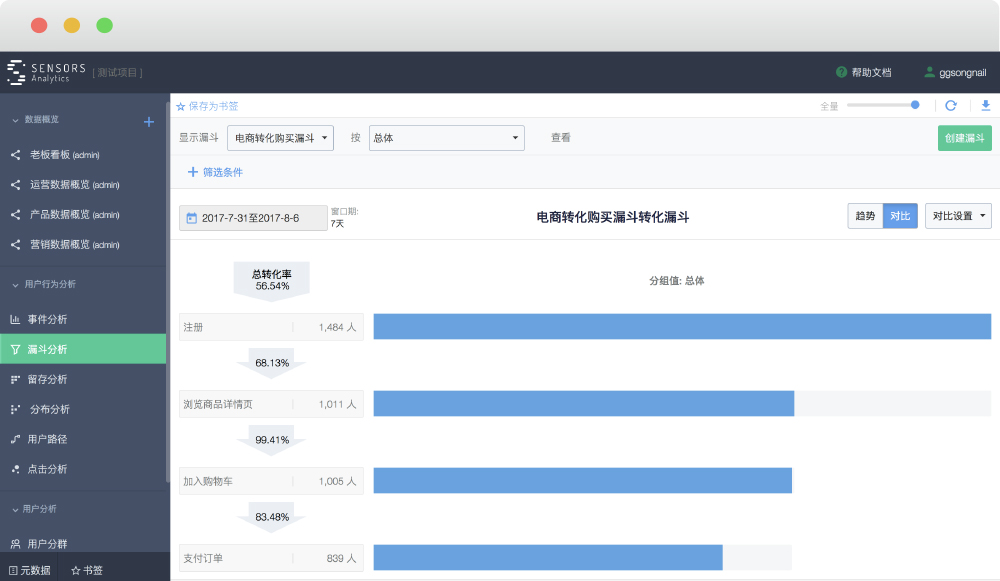 SENSORS
Analytics
[ 测试项目 ]
帮助文档
ggsongnail
数据概览
老板看板 (admin)
运营数据概览 (admin)
产品数据概览 (admin)
营销数据概览 (admin)
用户行为分析
事件分析
漏斗分析
留存分析
分布分析
用户路径
点击分析
用户分析
用户分群
元数据
书签
保存为书签
全量
显示漏斗
电商转化购买漏斗
按
总体
查看
创建漏斗
筛选条件
2017-7-31至2017-8-6
窗口期:
7天
电商转化购买漏斗转化漏斗
趋势
对比
对比设置
总转化率
56.54%
分组值: 总体
注册 1,484 人
68.13%
浏览商品详情页 1,011 人
99.41%
加入购物车 1,005 人
83.48%
支付订单 839 人